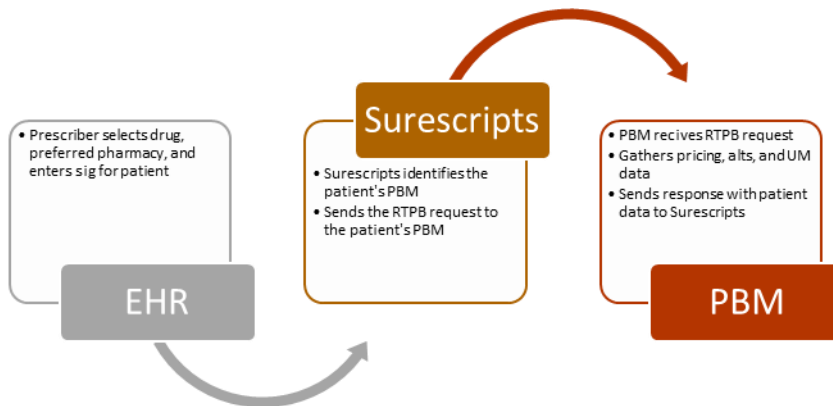 • Prescriber selects drug,
preferred pharmacy, and
enters sig for patient
EHR
Surescripts
• Surescripts identifies the
patient's PBM
• Sends the RTPB request to
the patient's PBM
• PBM recives RTPB request
• Gathers pricing, alts, and UM
data
• Sends response with patient
data to Surescripts
PBM